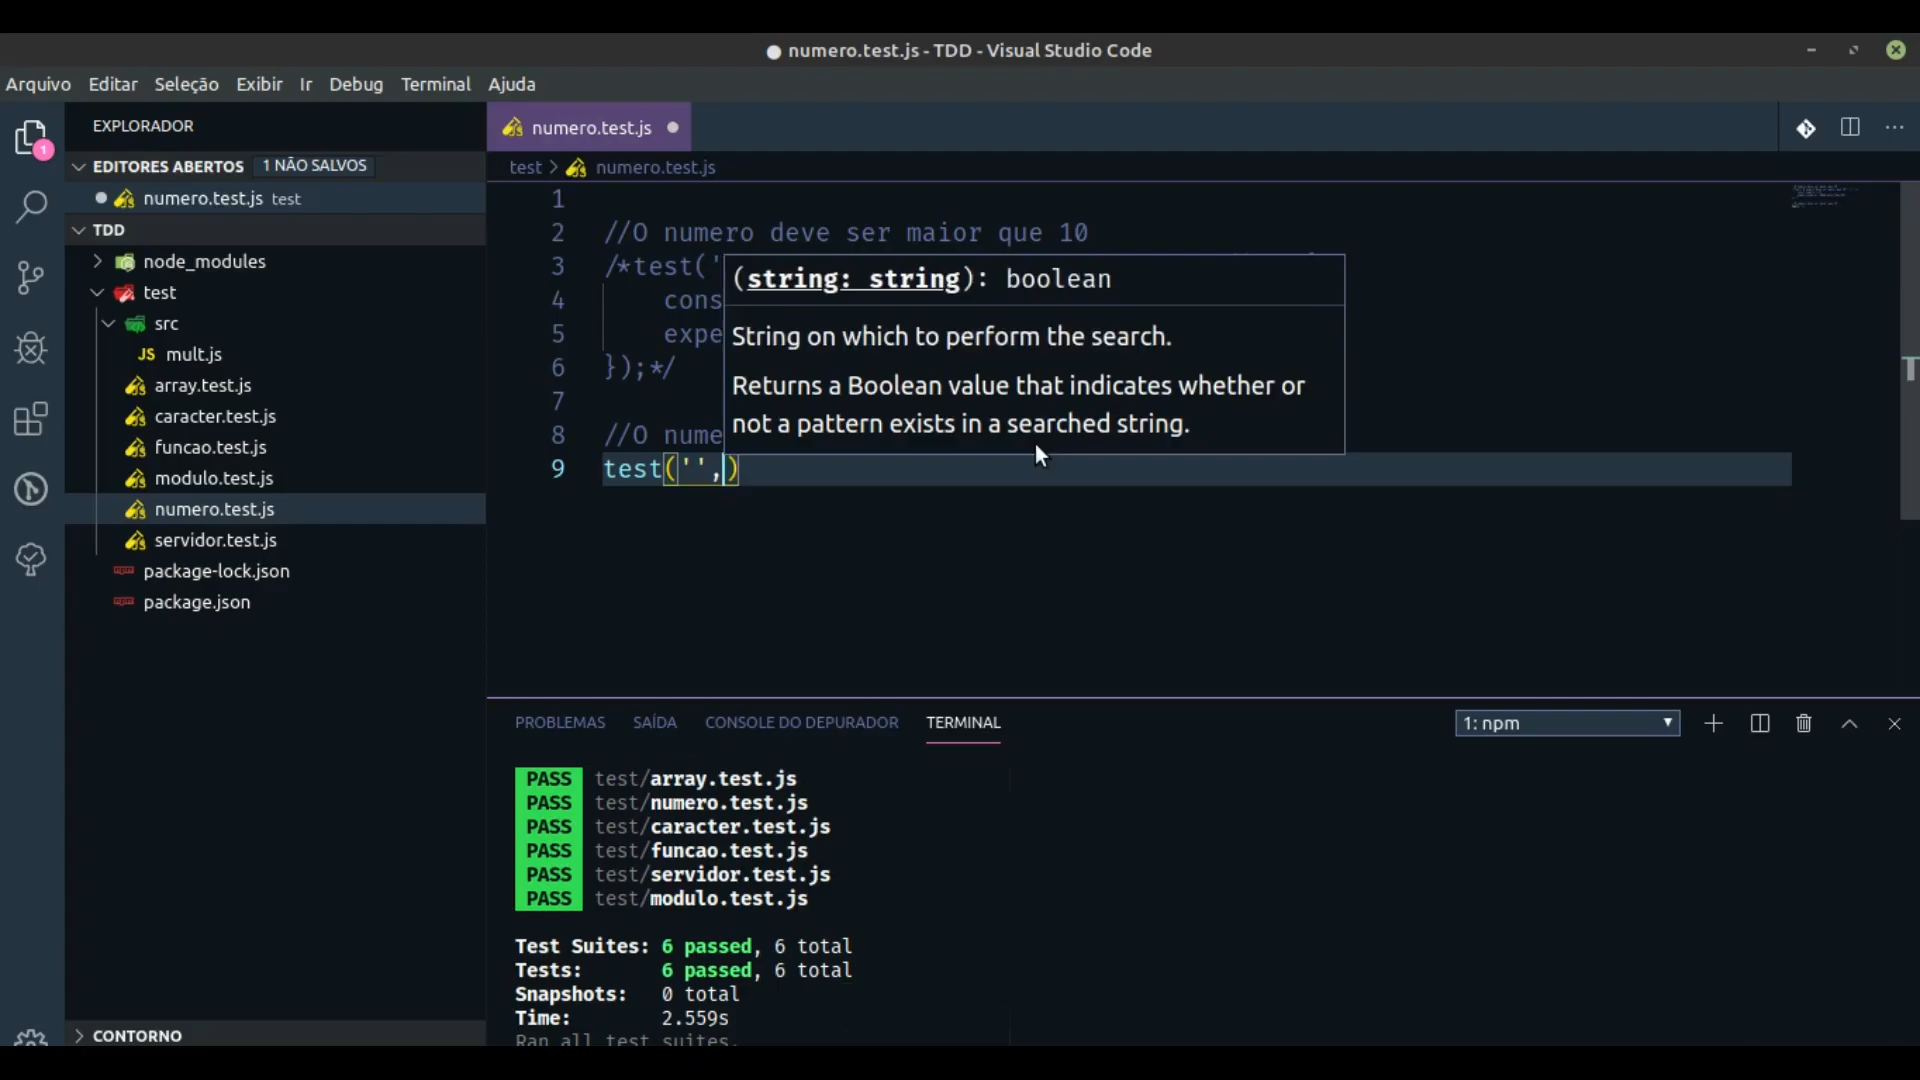 numero.test.js - TDD - Visual Studio Code
Arquivo Editar Seleção Exibir Ir Debug Terminal Ajuda
EXPLORADOR
1
EDITORES ABERTOS 1 NÃO SALVOS
numero.test.js test
TDD
node_modules
test
src
JS mult.js
array.test.js
caracter.test.js
funcao.test.js
modulo.test.js
numero.test.js
servidor.test.js
package-lock.json
package.json
CONTORNO
numero.test.js
test > numero.test.js
1
2 //O numero deve ser maior que 10
3 /*test('
4 cons
5 expe
6 });*/
7
8 //O nume
9 test('',)
(string: string): boolean
String on which to perform the search.
Returns a Boolean value that indicates whether or
not a pattern exists in a searched string.
PROBLEMAS SAÍDA CONSOLE DO DEPURADOR TERMINAL 1: npm
PASS test/array.test.js
PASS test/numero.test.js
PASS test/caracter.test.js
PASS test/funcao.test.js
PASS test/servidor.test.js
PASS test/modulo.test.js
Test Suites: 6 passed, 6 total
Tests: 6 passed, 6 total
Snapshots: 0 total
Time: 2.559s
Ran all test suites.